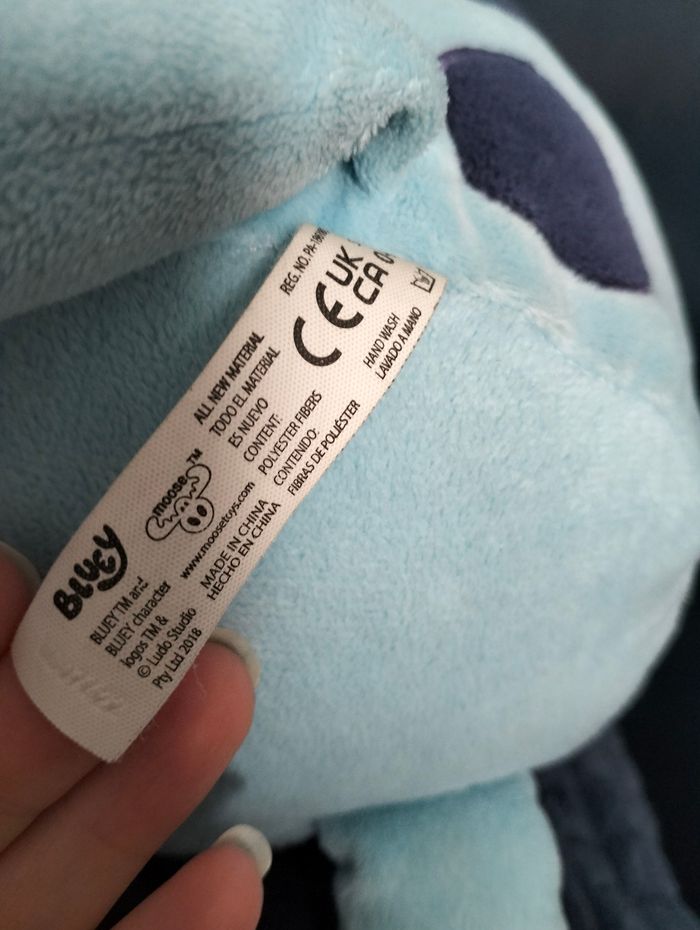 BLUEY
BLUEY TM and
BLUEY character
logos TM &
© Ludo Studio
Pty Ltd 2018
moose TM
www.moosetoys.com
MADE IN CHINA
HECHO EN CHINA
ALL NEW MATERIAL
TODO EL MATERIAL
ES NUEVO
CONTENT:
POLYESTER FIBERS
CONTENIDO:
FIBRAS DE POLIÉSTER
REG. NO.
CE
UK
CA
HAND WASH
LAVADO A MANO